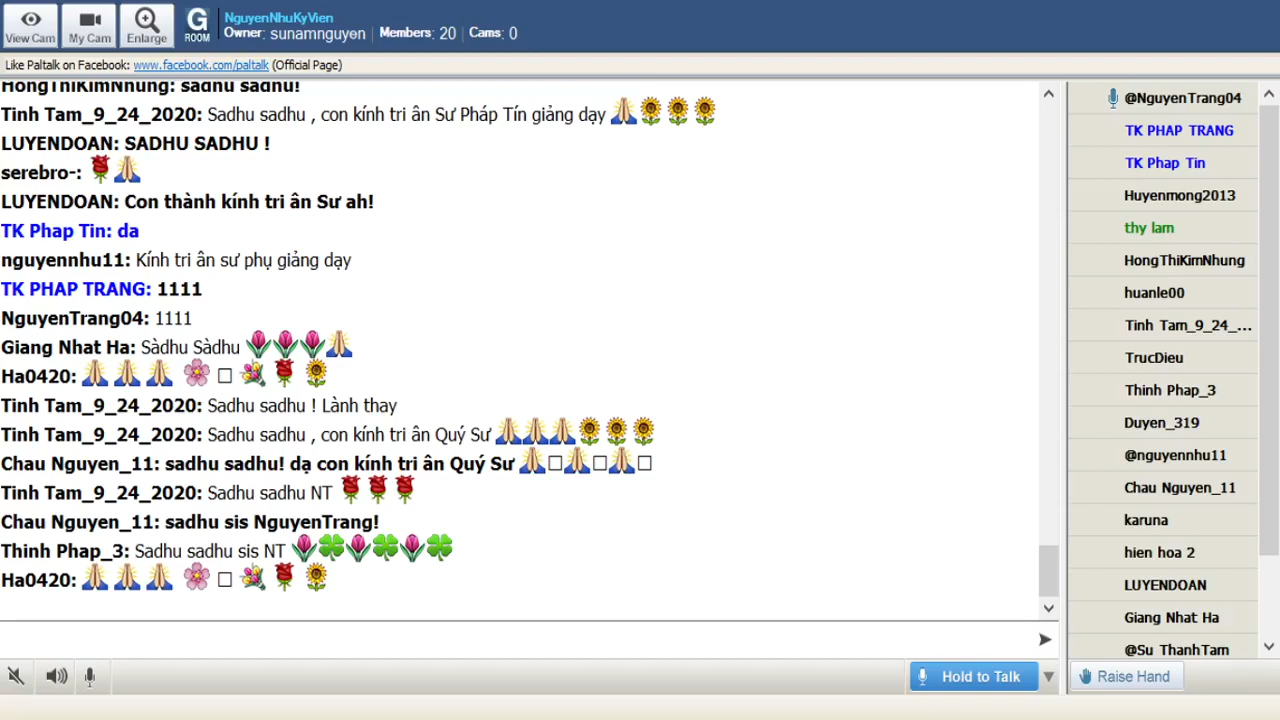 View Cam
My Cam
Enlarge
G
ROOM
NguyenNhuKyVien
Owner: sunamnguyen | Members: 20 | Cams: 0
Like Paltalk on Facebook: www.facebook.com/paltalk (Official Page)
HongThiKimNhung: sadhu sadhu!
Tinh Tam_9_24_2020: Sadhu sadhu , con kính tri ân Sư Pháp Tín giảng dạy 🙏🌻🌻🌻
LUYENDOAN: SADHU SADHU !
serebro-: 🌹🙏
LUYENDOAN: Con thành kính tri ân Sư ah!
TK Phap Tin: da
nguyennhu11: Kính tri ân sư phụ giảng dạy
TK PHAP TRANG: 1111
NguyenTrang04: 1111
Giang Nhat Ha: Sàdhu Sàdhu 🌷🌷🌷🙏
Ha0420: 🙏🙏🙏 🌸 □ 💐 🌹 🌻
Tinh Tam_9_24_2020: Sadhu sadhu ! Lành thay
Tinh Tam_9_24_2020: Sadhu sadhu , con kính tri ân Quý Sư 🙏🙏🙏🌻🌻🌻
Chau Nguyen_11: sadhu sadhu! dạ con kính tri ân Quý Sư 🙏□🙏□🙏□
Tinh Tam_9_24_2020: Sadhu sadhu NT 🌹🌹🌹
Chau Nguyen_11: sadhu sis NguyenTrang!
Thinh Phap_3: Sadhu sadhu sis NT 🌷🍀🌷🍀🌷🍀
Ha0420: 🙏🙏🙏 🌸 □ 💐 🌹 🌻
@NguyenTrang04
TK PHAP TRANG
TK Phap Tin
Huyenmong2013
thy lam
HongThiKimNhung
huanle00
Tinh Tam_9_24_...
TrucDieu
Thinh Phap_3
Duyen_319
@nguyennhu11
Chau Nguyen_11
karuna
hien hoa 2
LUYENDOAN
Giang Nhat Ha
@Su ThanhTam
Hold to Talk
Raise Hand